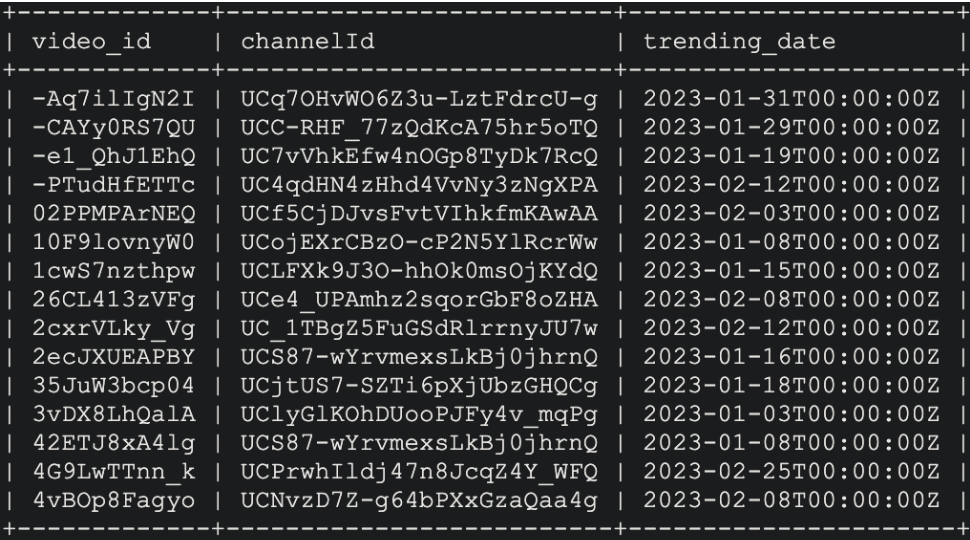 +-------------+--------------------------+----------------------+
| video_id    | channelId                | trending_date        |
+-------------+--------------------------+----------------------+
| -Aq7ilIgN2I | UCq7OHvWO6Z3u-LztFdrcU-g | 2023-01-31T00:00:00Z |
| -CAYy0RS7QU | UCC-RHF_77zQdKcA75hr5oTQ | 2023-01-29T00:00:00Z |
| -e1_QhJ1EhQ | UC7vVhkEfw4nOGp8TyDk7RcQ | 2023-01-19T00:00:00Z |
| -PTudHfETTc | UC4qdHN4zHhd4VvNy3zNgXPA | 2023-02-12T00:00:00Z |
| 02PPMPArNEQ | UCf5CjDJvsFvtVIhkfmKAwAA | 2023-02-03T00:00:00Z |
| 10F9lovnyW0 | UCojEXrCBzO-cP2N5YlRcrWw | 2023-01-08T00:00:00Z |
| 1cwS7nzthpw | UCLFXk9J3O-hhOk0msOjKYdQ | 2023-01-15T00:00:00Z |
| 26CL413zVFg | UCe4_UPAmhz2sqorGbF8oZHA | 2023-02-08T00:00:00Z |
| 2cxrVLky_Vg | UC_1TBgZ5FuGSdRlrrnyJU7w | 2023-02-12T00:00:00Z |
| 2ecJXUEAPBY | UCS87-wYrvmexsLkBj0jhrnQ | 2023-01-16T00:00:00Z |
| 35JuW3bcp04 | UCjtUS7-SZTi6pXjUbzGHQCg | 2023-01-18T00:00:00Z |
| 3vDX8LhQalA | UClyGlKOhDUooPJFy4v_mqPg | 2023-01-03T00:00:00Z |
| 42ETJ8xA4lg | UCS87-wYrvmexsLkBj0jhrnQ | 2023-01-08T00:00:00Z |
| 4G9LwTTnn_k | UCPrwhIldj47n8JcqZ4Y_WFQ | 2023-02-25T00:00:00Z |
| 4vBOp8Fagyo | UCNvzD7Z-g64bPXxGzaQaa4g | 2023-02-08T00:00:00Z |
+-------------+--------------------------+----------------------+